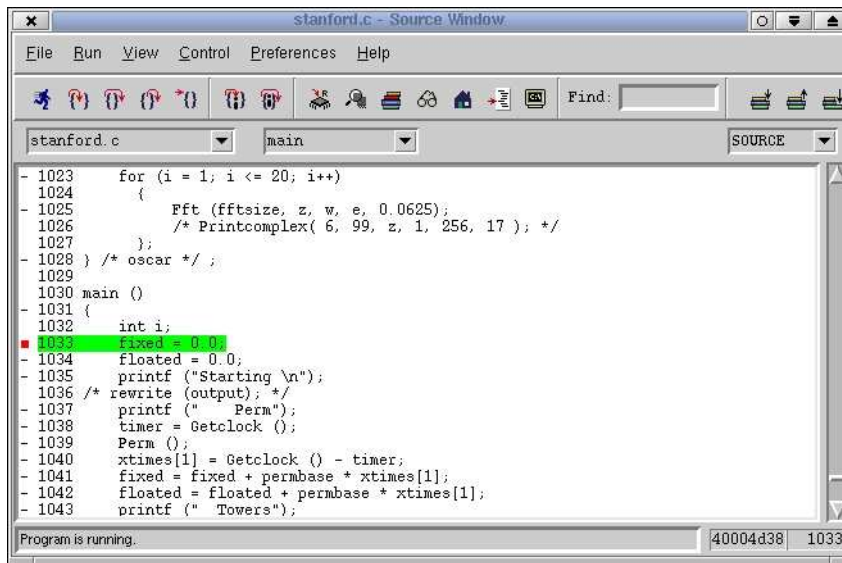 stanford.c - Source Window
File Run View Control Preferences Help
Find:
stanford.c main SOURCE
- 1023 for (i = 1; i <= 20; i++)
1024 {
- 1025 Fft (fftsize, z, w, e, 0.0625);
1026 /* Printcomplex( 6, 99, z, 1, 256, 17 ); */
1027 };
- 1028 } /* oscar */ ;
1029
1030 main ()
- 1031 {
1032 int i;
1033 fixed = 0.0;
- 1034 floated = 0.0;
- 1035 printf ("Starting \n");
1036 /* rewrite (output); */
- 1037 printf ("    Perm");
- 1038 timer = Getclock ();
- 1039 Perm ();
- 1040 xtimes[1] = Getclock () - timer;
- 1041 fixed = fixed + permbase * xtimes[1];
- 1042 floated = floated + permbase * xtimes[1];
- 1043 printf ("  Towers");
Program is running. 40004d38 1033